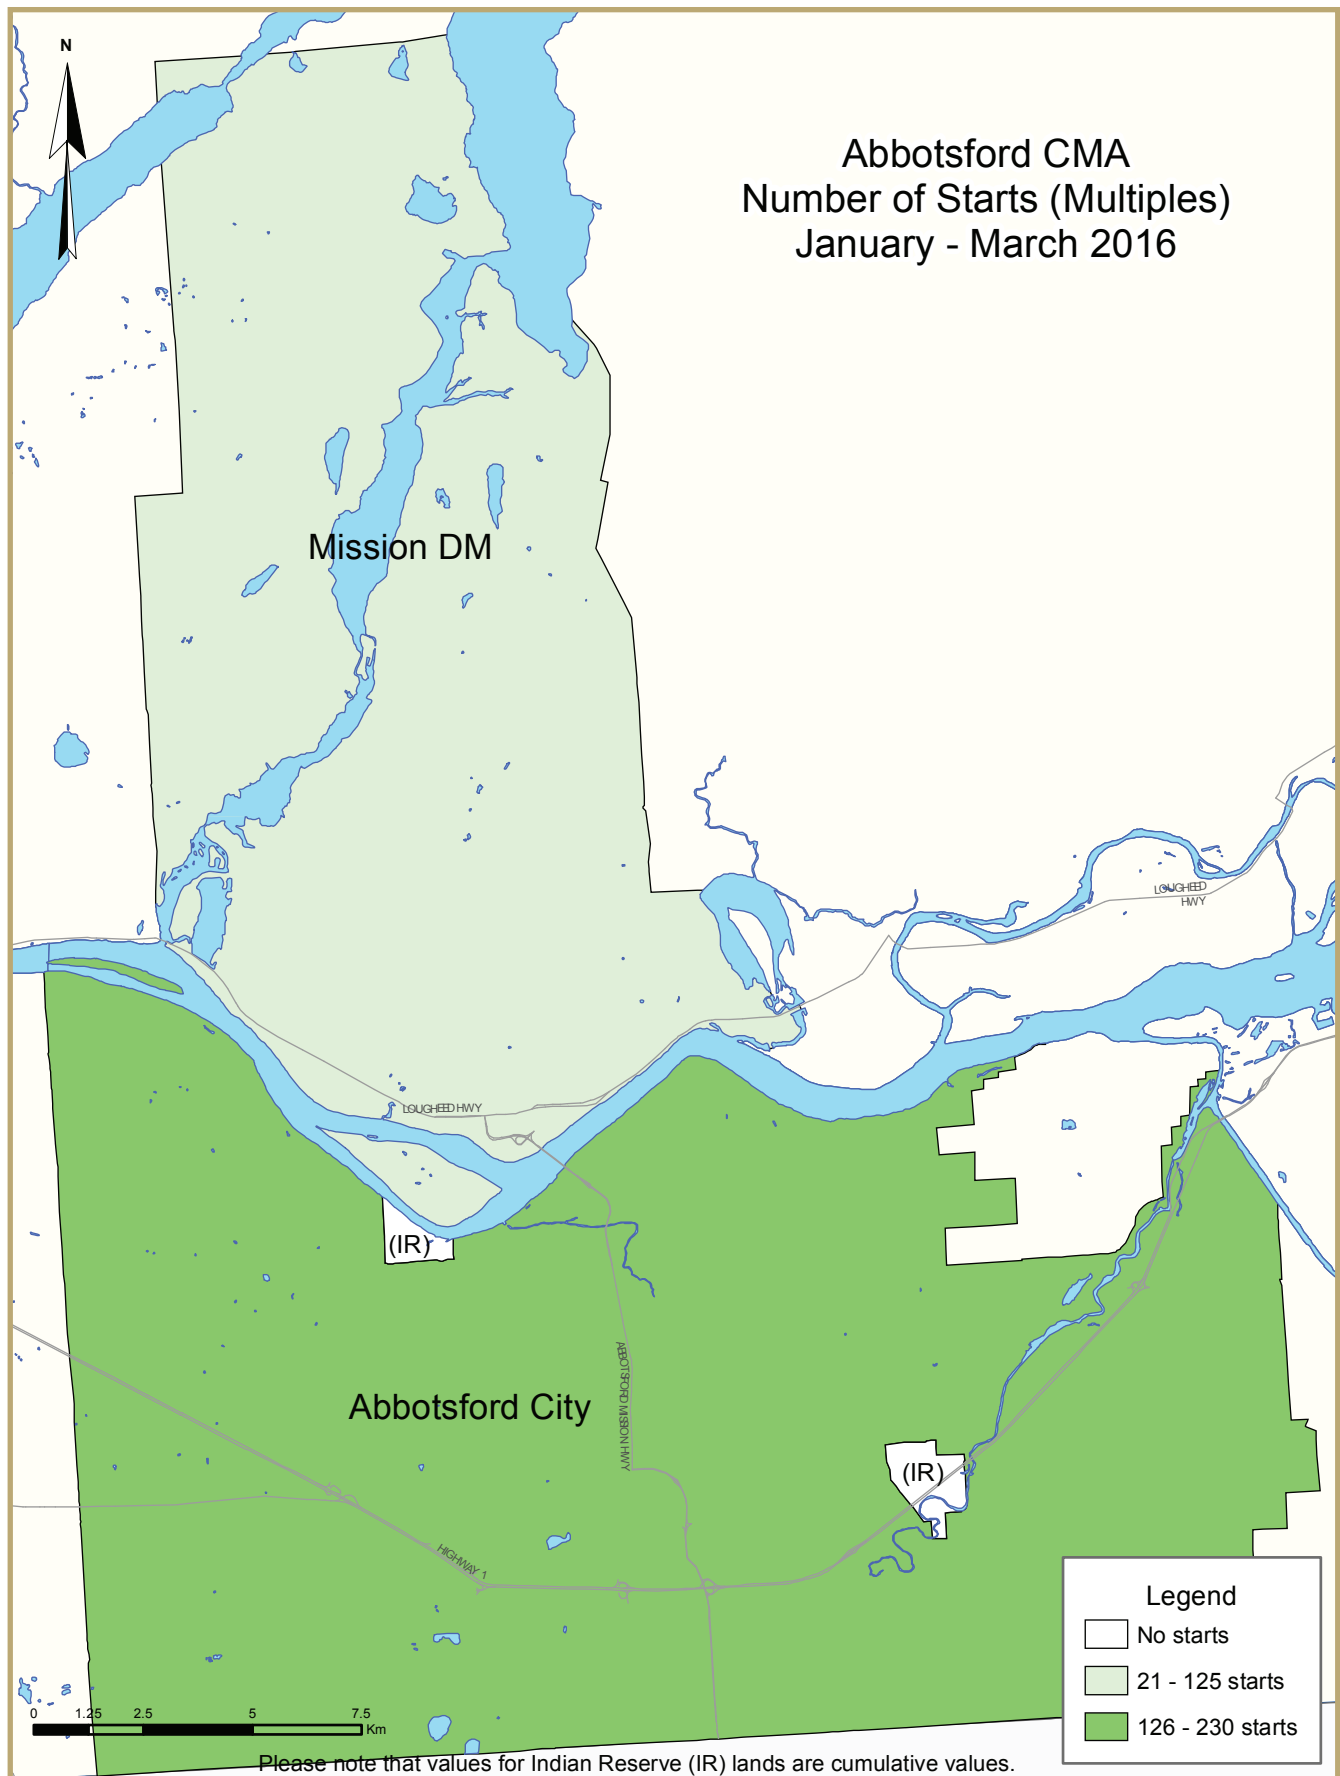 N
Abbotsford CMA
Number of Starts (Multiples)
January - March 2016
Mission DM
LOUGHEED
HWY
LOUGHEED HWY
(IR)
ABBOTSFORD MISSION HWY
Abbotsford City
(IR)
HIGHWAY 1
Legend
No starts
21 - 125 starts
126 - 230 starts
0 1.25 2.5 5 7.5
Km
Please note that values for Indian Reserve (IR) lands are cumulative values.